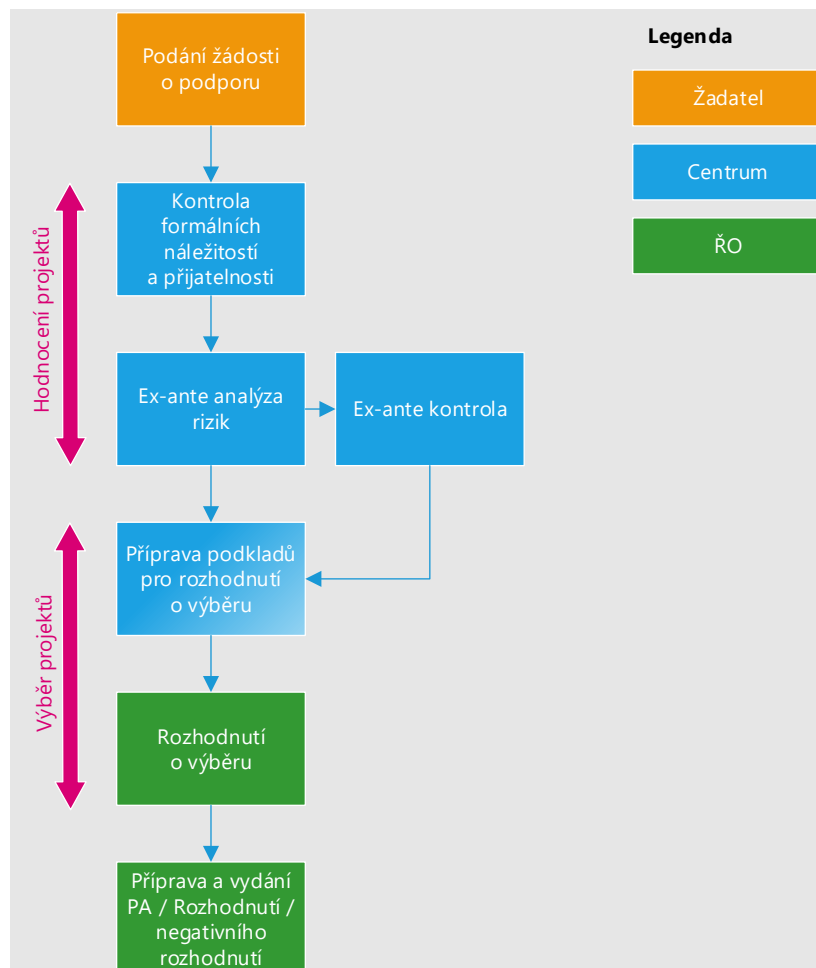 Podání žádosti
o podporu
Legenda
Žadatel
Centrum
ŘO
Hodnocení projektů
Kontrola
formálních
náležitostí
a přijatelnosti
Ex-ante analýza
rizik
Ex-ante kontrola
Výběr projektů
Příprava podkladů
pro rozhodnutí
o výběru
Rozhodnutí
o výběru
Příprava a vydání
PA / Rozhodnutí /
negativního
rozhodnutí